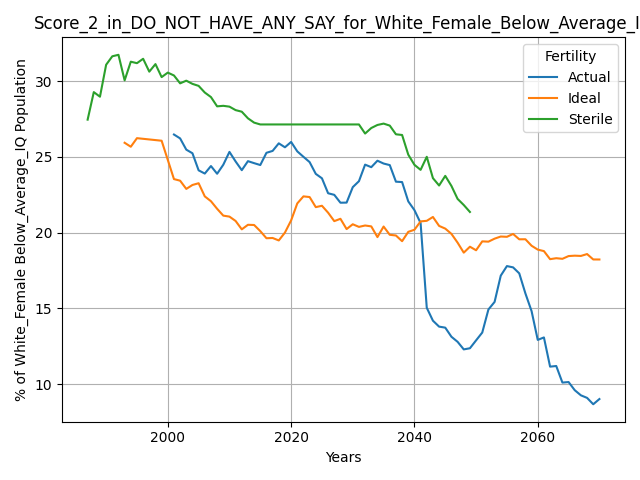 Score_2_in_DO_NOT_HAVE_ANY_SAY_for_White_Female_Below_Average_I
% of White_Female Below_Average_IQ Population
30
25
20
15
10
Fertility
Actual
Ideal
Sterile
2000
2020
2040
2060
Years